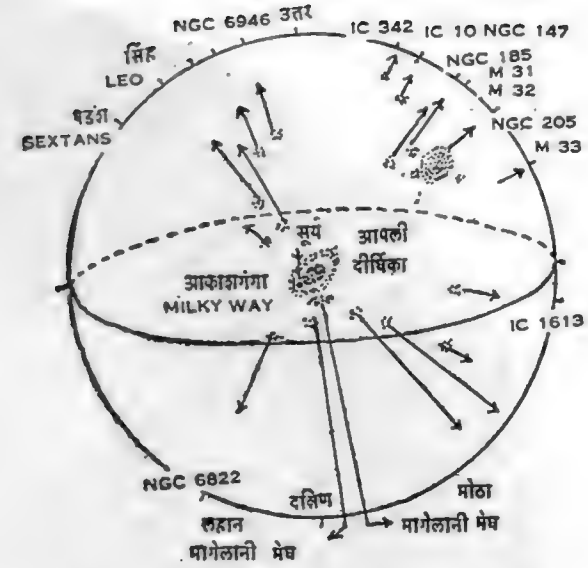 NGC 6946 उत्तर
IC 342
IC 10 NGC 147
सिंह
LEO
NGC 185
M 31
M 32
षडंश
SEXTANS
NGC 205
M 33
सूर्य
आपली
दीर्घिका
आकाशगंगा
MILKY WAY
IC 1613
NGC 6822
दक्षिण
मोठा
मागेलानी मेघ
लहान
मागेलानी मेघ